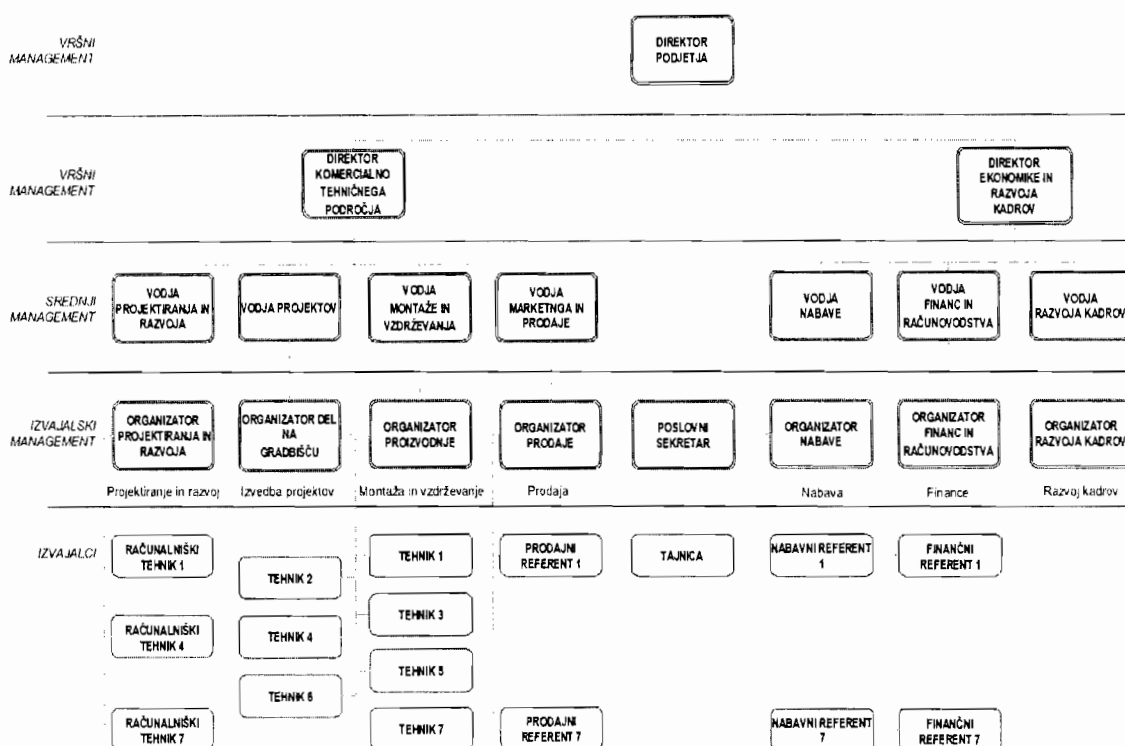 VRŠNI
MANAGEMENT
DIREKTOR
PODJETJA
VRŠNI
MANAGEMENT
DIREKTOR
KOMERCIALNO
TEHNIČNEGA
PODROČJA
DIREKTOR
EKONOMIKE IN
RAZVOJA
KADROV
SREDNJI
MANAGEMENT
VODJA
PROJEKTIRANJA IN
RAZVOJA
VODJA PROJEKTOV
VODJA
MONTAŽE IN
VZDRŽEVANJA
VODJA
MARKETNGA IN
PRODAJE
VODJA
NABAVE
VODJA
FINANC IN
RAČUNOVODSTVA
VODJA
RAZVOJA KADROV
IZVAJALSKI
MANAGEMENT
ORGANIZATOR
PROJEKTIRANJA IN
RAZVOJA
ORGANIZATOR DEL
NA
GRADBIŠČU
ORGANIZATOR
PROIZVODNJE
ORGANIZATOR
PRODAJE
POSLOVNI
SEKRETAR
ORGANIZATOR
NABAVE
ORGANIZATOR
FINANC IN
RAČUNOVODSTVA
ORGANIZATOR
RAZVOJA KADROV
Projektiranje in razvoj
Izvedba projektov
Montaža in vzdrževanje
Prodaja
Nabava
Finance
Razvoj kadrov
IZVAJALCI
RAČUNALNIŠKI
TEHNIK 1
TEHNIK 2
TEHNIK 1
PRODAJNI
REFERENT 1
TAJNICA
NABAVNI REFERENT
1
FINANČNI
REFERENT 1
TEHNIK 3
RAČUNALNIŠKI
TEHNIK 4
TEHNIK 4
TEHNIK 5
TEHNIK 6
RAČUNALNIŠKI
TEHNIK 7
TEHNIK 7
PRODAJNI
REFERENT 7
NABAVNI REFERENT
7
FINANČNI
REFERENT 7